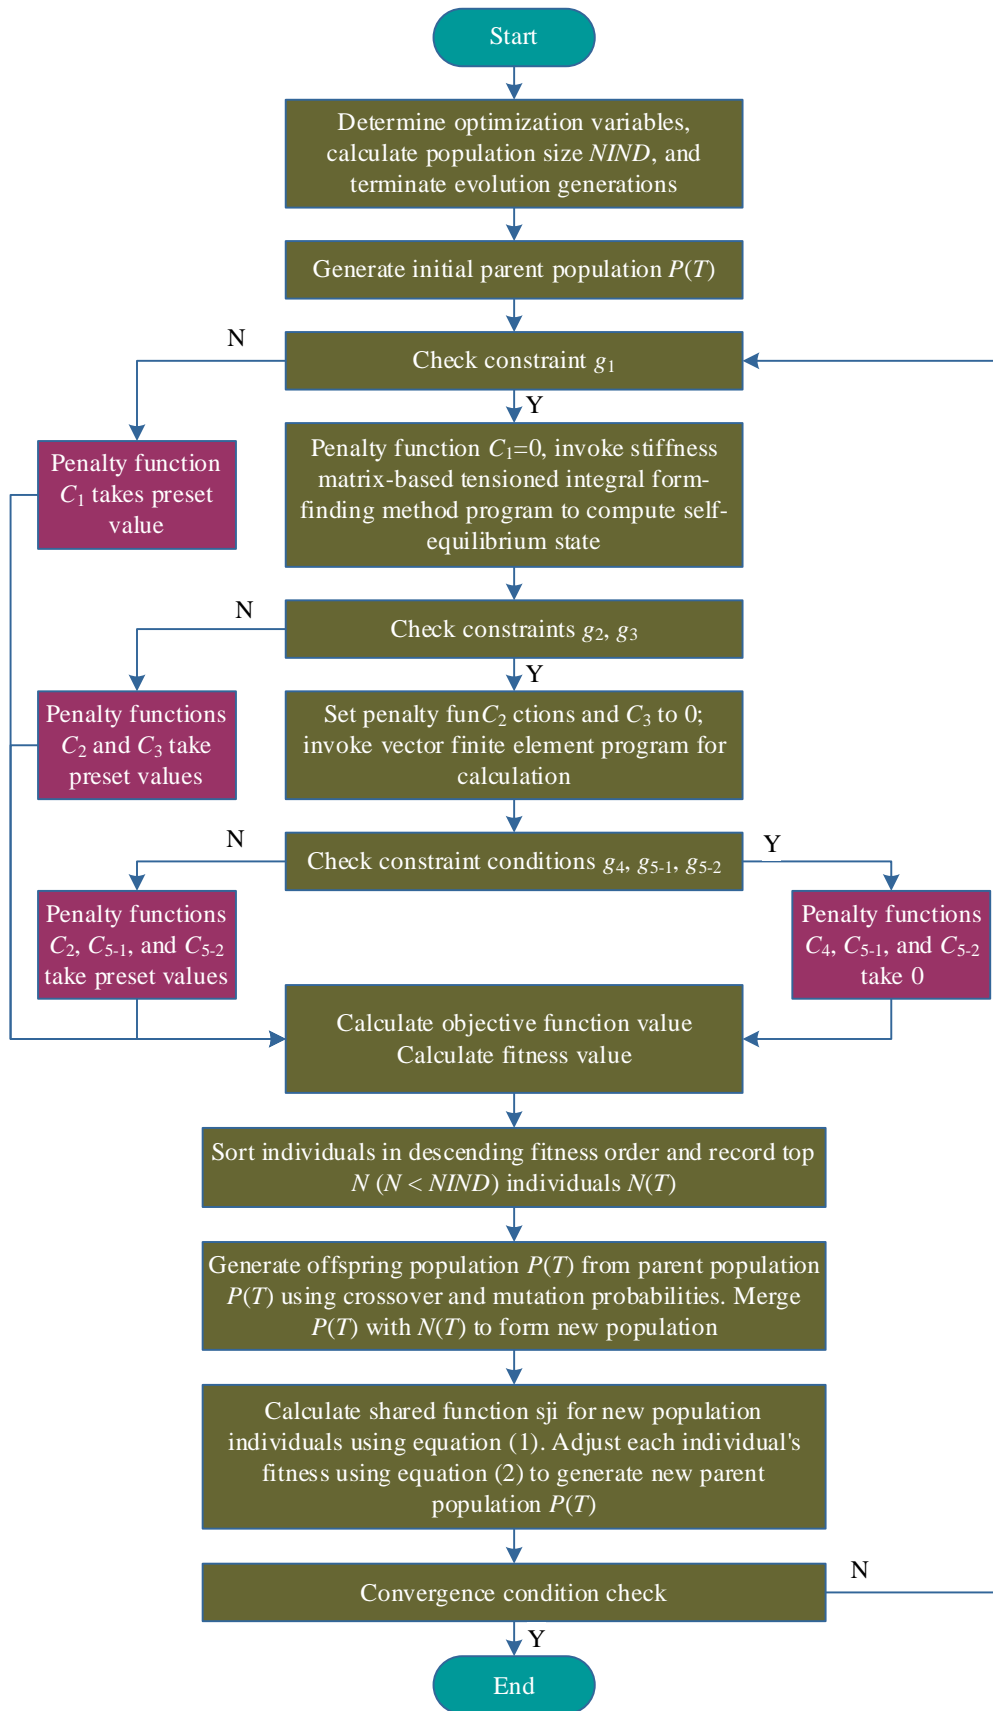 Start
Determine optimization variables,
calculate population size NIND, and
terminate evolution generations
Generate initial parent population P(T)
N
Check constraint g1
Y
Penalty function
C1 takes preset
value
Penalty function C1=0, invoke stiffness
matrix-based tensioned integral form-
finding method program to compute self-
equilibrium state
N
Check constraints g2, g3
Y
Penalty functions
C2 and C3 take
preset values
Set penalty funC2 ctions and C3 to 0;
invoke vector finite element program for
calculation
N
Check constraint conditions g4, g5-1, g5-2
Y
Penalty functions
C2, C5-1, and C5-2
take preset values
Penalty functions
C4, C5-1, and C5-2
take 0
Calculate objective function value
Calculate fitness value
Sort individuals in descending fitness order and record top
N (N < NIND) individuals N(T)
Generate offspring population P(T) from parent population
P(T) using crossover and mutation probabilities. Merge
P(T) with N(T) to form new population
Calculate shared function sji for new population
individuals using equation (1). Adjust each individual's
fitness using equation (2) to generate new parent
population P(T)
Convergence condition check
N
Y
End